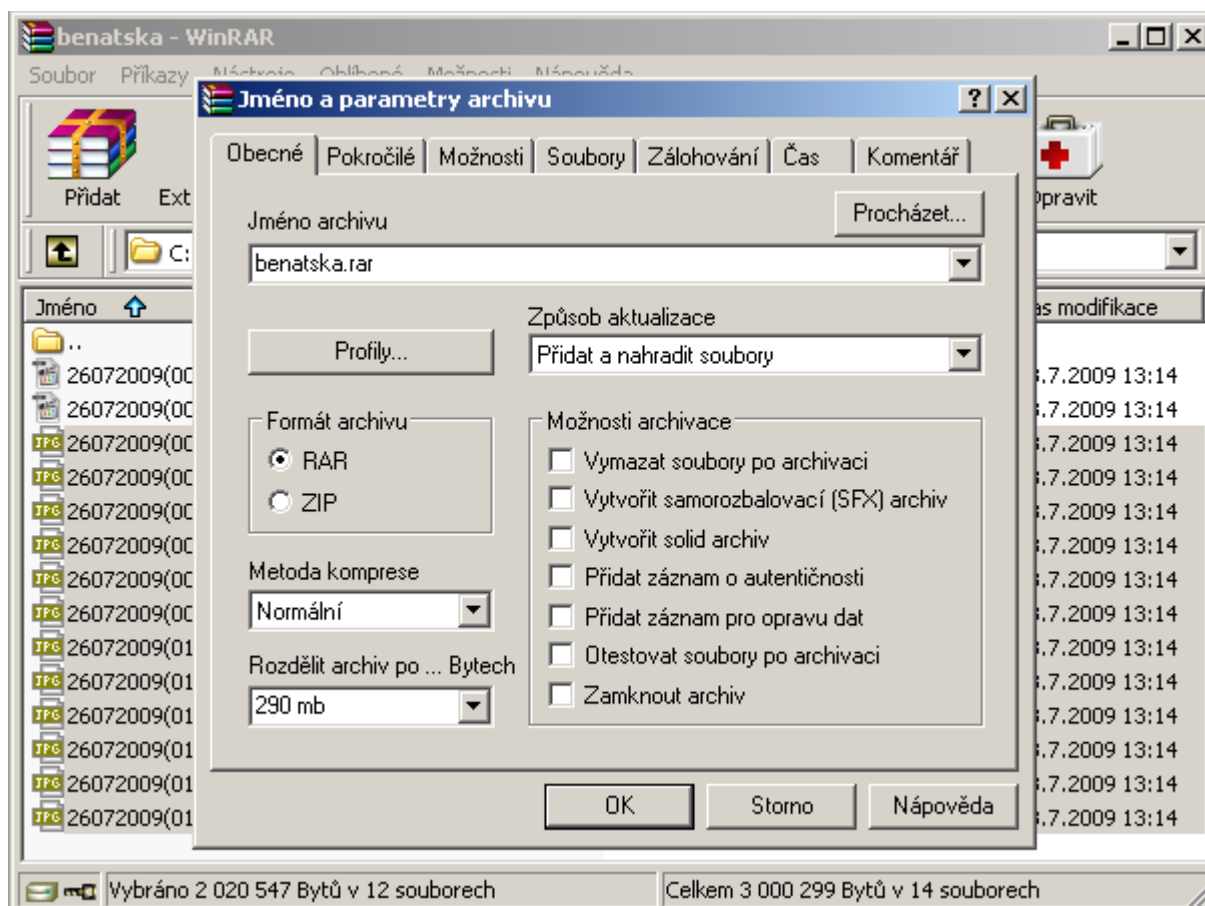 benatska - WinRAR
Soubor Příkazy Nástroje Oblíbené Možnosti Nápověda
Jméno a parametry archivu
Obecné Pokročilé Možnosti Soubory Zálohování Čas Komentář
Přidat Ext pravit
Jméno archivu Procházet...
C: benatska.rar
Jméno as modifikace
Způsob aktualizace
.. Profily... Přidat a nahradit soubory
26072009(00 .7.2009 13:14
26072009(00 .7.2009 13:14
Formát archivu Možnosti archivace
26072009(00 .7.2009 13:14
RAR Vymazat soubory po archivaci
26072009(00 .7.2009 13:14
ZIP Vytvořit samorozbalovací (SFX) archiv
26072009(00 .7.2009 13:14
Vytvořit solid archiv
26072009(00 .7.2009 13:14
Metoda komprese Přidat záznam o autentičnosti
26072009(00 .7.2009 13:14
Normální Přidat záznam pro opravu dat
26072009(00 .7.2009 13:14
26072009(01 .7.2009 13:14
Rozdělit archiv po ... Bytech Otestovat soubory po archivaci
26072009(01 .7.2009 13:14
290 mb Zamknout archiv
26072009(01 .7.2009 13:14
26072009(01 .7.2009 13:14
26072009(01 .7.2009 13:14
26072009(01 .7.2009 13:14
OK Storno Nápověda
Vybráno 2 020 547 Bytů v 12 souborech Celkem 3 000 299 Bytů v 14 souborech